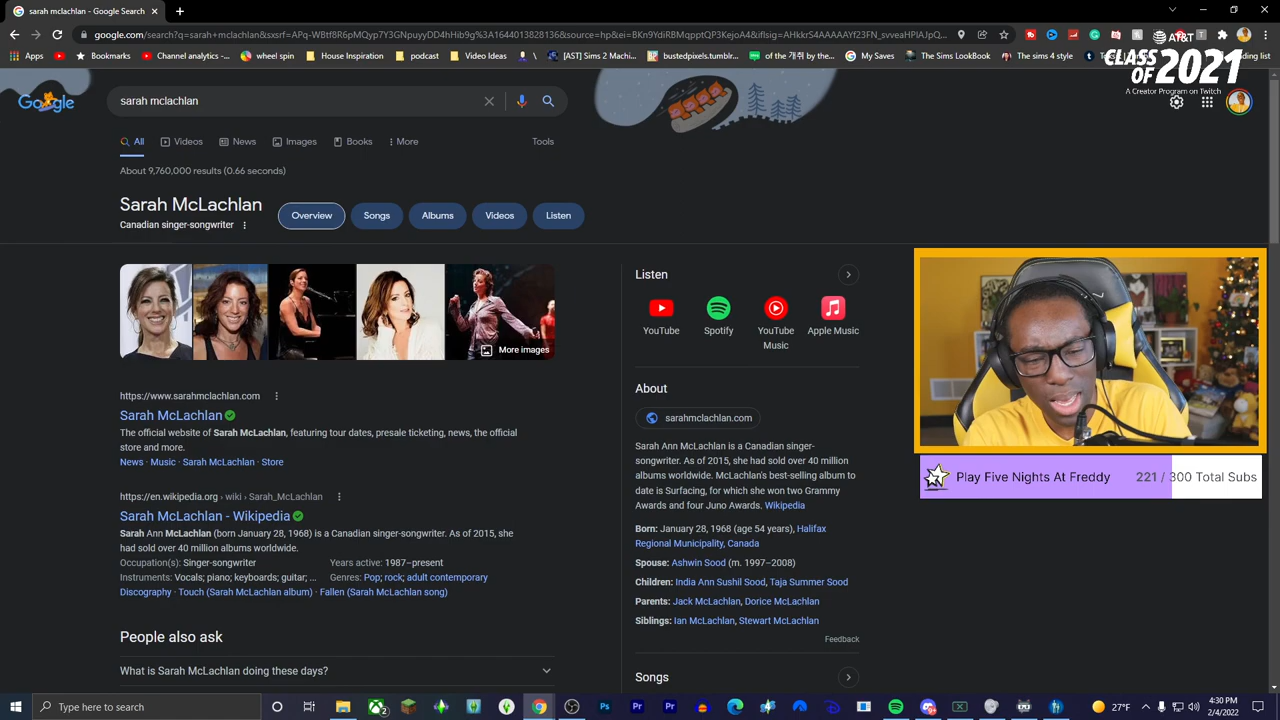 sarah mclachlan - Google Search
google.com/search?q=sarah+mclachlan&sxsrf=
Apps
Bookmarks
Channel analytics -...
wheel spin
House Inspiration
podcast
Video Ideas
[AST] Sims 2 Mermai...
bustedpixels.tumblr...
My Saves
The Sims LookBook
The sims 4 style
AT&T
CLASS OF 2021
A Creator Program on Twitch
Google
sarah mclachlan
All
Videos
News
Images
Books
More
Tools
About 9,760,000 results (0.66 seconds)
Sarah McLachlan
Canadian singer-songwriter
Overview
Songs
Albums
Videos
Listen
More images
https://www.sarahmclachlan.com
Sarah McLachlan
The official website of Sarah McLachlan, featuring tour dates, presale ticketing, news, the official
store and more.
News · Music · Sarah McLachlan · Store
https://en.wikipedia.org › wiki › Sarah_McLachlan
Sarah McLachlan - Wikipedia
Sarah Ann McLachlan (born January 28, 1968) is a Canadian singer-songwriter. As of 2015, she
had sold over 40 million albums worldwide.
Occupation(s): Singer-songwriter
Years active: 1987–present
Instruments: Vocals; piano; keyboards; guitar; ...
Genres: Pop; rock; adult contemporary
Discography · Touch (Sarah McLachlan album) · Fallen (Sarah McLachlan song)
People also ask
What is Sarah McLachlan doing these days?
Listen
YouTube
Spotify
YouTube Music
Apple Music
About
sarahmclachlan.com
Sarah Ann McLachlan is a Canadian singer-
songwriter. As of 2015, she had sold over 40 million
albums worldwide. McLachlan's best-selling album to
date is Surfacing, for which she won two Grammy
Awards and four Juno Awards. Wikipedia
Born: January 28, 1968 (age 54 years), Halifax
Regional Municipality, Canada
Spouse: Ashwin Sood (m. 1997–2008)
Children: India Ann Sushil Sood, Taja Summer Sood
Parents: Jack McLachlan, Dorice McLachlan
Siblings: Ian McLachlan, Stewart McLachlan
Feedback
Songs
Play Five Nights At Freddy
221 / 300 Total Subs
Type here to search
27°F
4:30 PM
2/4/2022